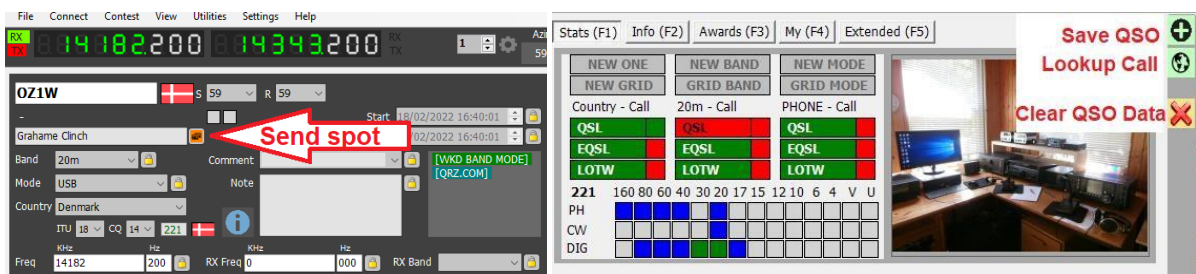 File Connect Contest View Utilities Settings Help
RX TX 14182.200 14343.200 RX TX 1 Azi 59
OZ1W S 59 R 59
- Start 18/02/2022 16:40:01
Grahame Clinch Send spot /02/2022 16:40:01
Band 20m Comment [WKD BAND MODE]
[QRZ.COM]
Mode USB Note
Country Denmark
ITU 18 CQ 14 221
KHz Hz KHz Hz
Freq 14182 200 RX Freq 0 000 RX Band
Stats (F1) Info (F2) Awards (F3) My (F4) Extended (F5)
Save QSO
Lookup Call
Clear QSO Data
NEW ONE NEW BAND NEW MODE
NEW GRID GRID BAND GRID MODE
Country - Call 20m - Call PHONE - Call
QSL QSL QSL
EQSL EQSL EQSL
LOTW LOTW LOTW
221 160 80 60 40 30 20 17 15 12 10 6 4 V U
PH
CW
DIG